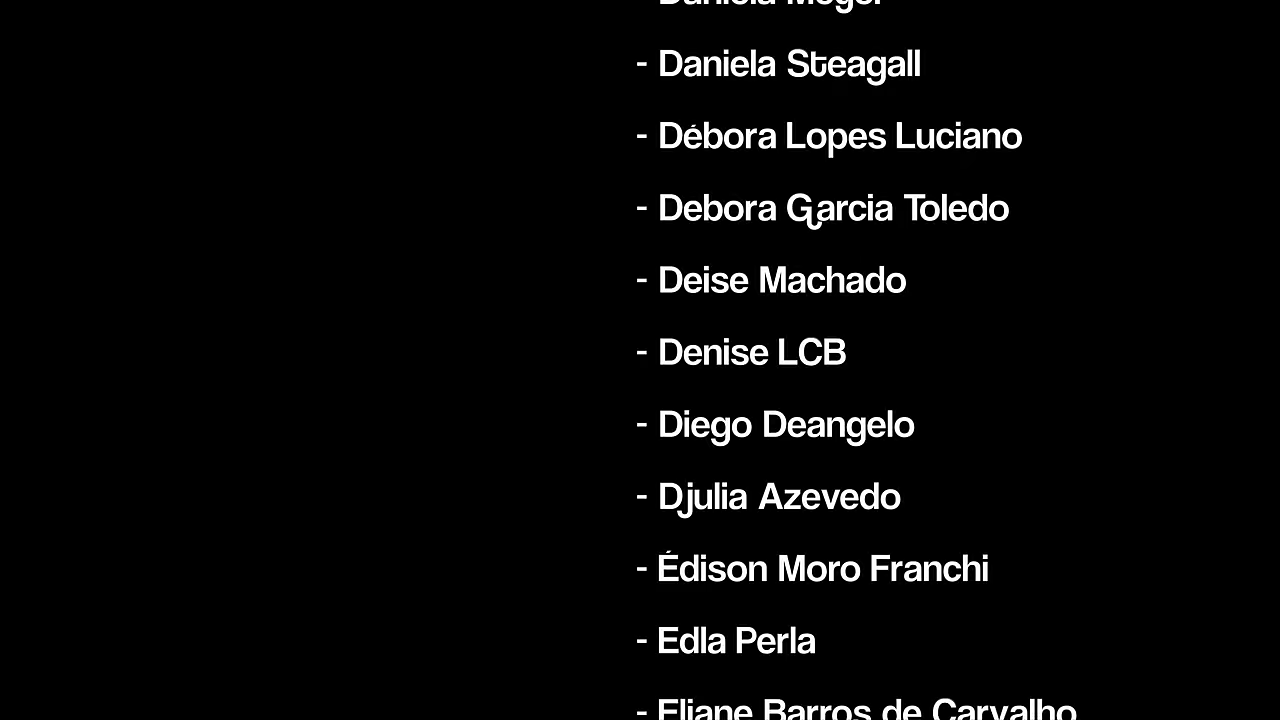 - Daniela
- Daniela Steagall
- Débora Lopes Luciano
- Debora Garcia Toledo
- Deise Machado
- Denise LCB
- Diego Deangelo
- Djulia Azevedo
- Édison Moro Franchi
- Edla Perla
- Eliane Barros de Carvalho